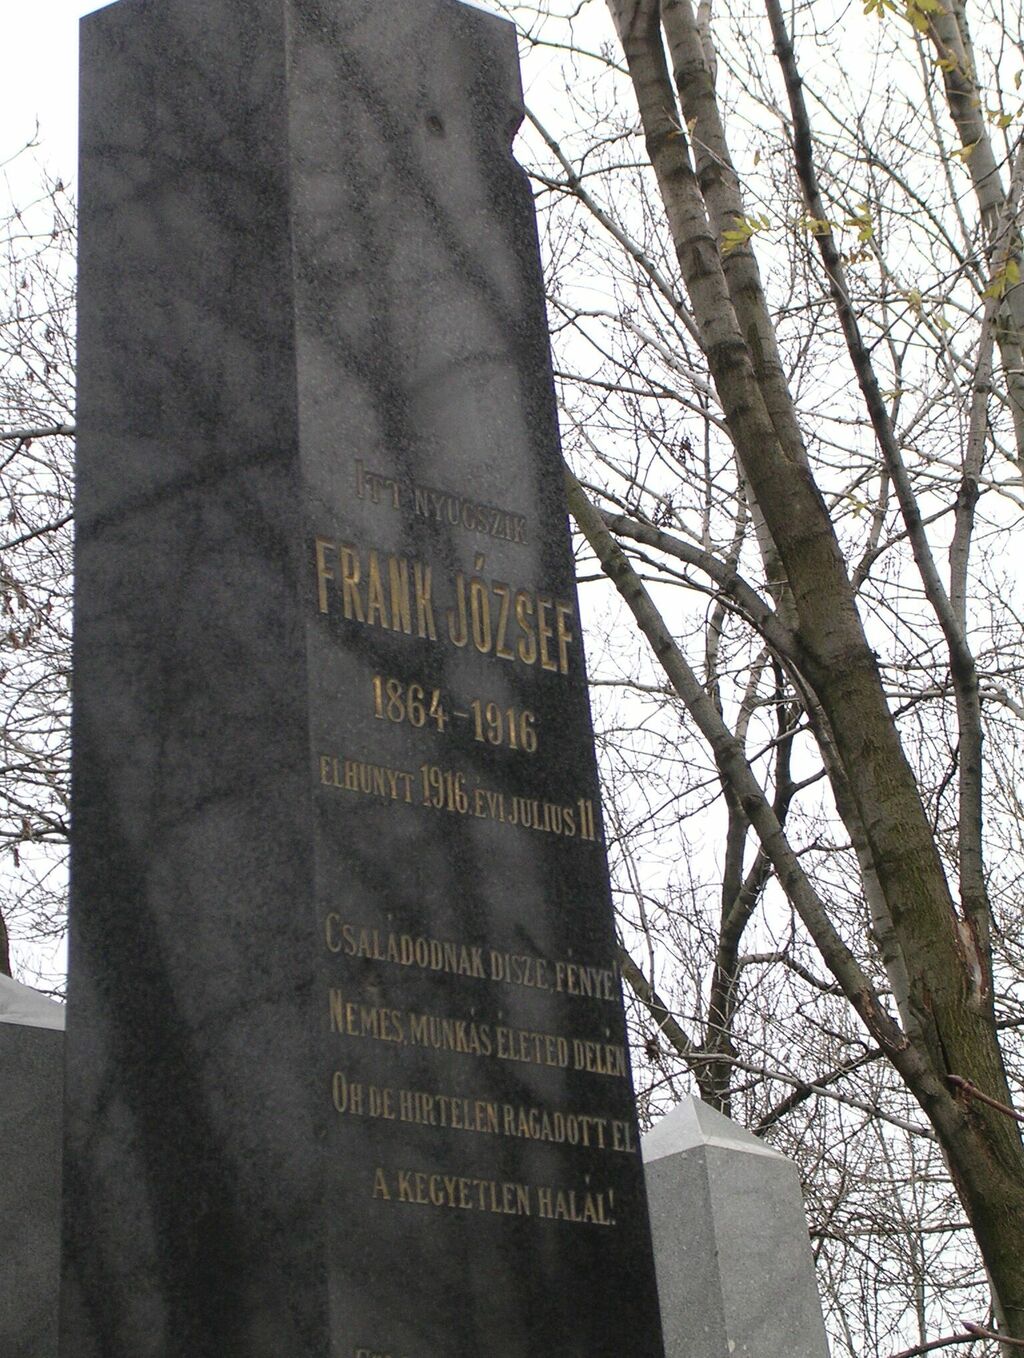 ITT NYUGSZIK
FRANK JÓZSEF
1864-1916
ELHUNYT 1916. ÉVI JULIUS 11.
CSALÁDODNAK DISZE, FÉNYE!
NEMES, MUNKÁS ÉLETED DELÉN
OH DE HIRTELEN RAGADOTT EL
A KEGYETLEN HALÁL!